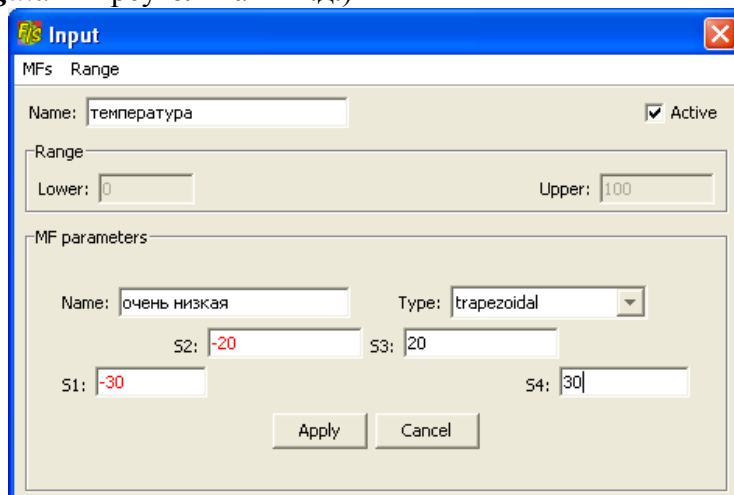 Fis Input
MFs Range
Name: температура Active
Range
Lower: 0 Upper: 100
MF parameters
Name: очень низкая Type: trapezoidal
S2: -20 S3: 20
S1: -30 S4: 30
Apply Cancel